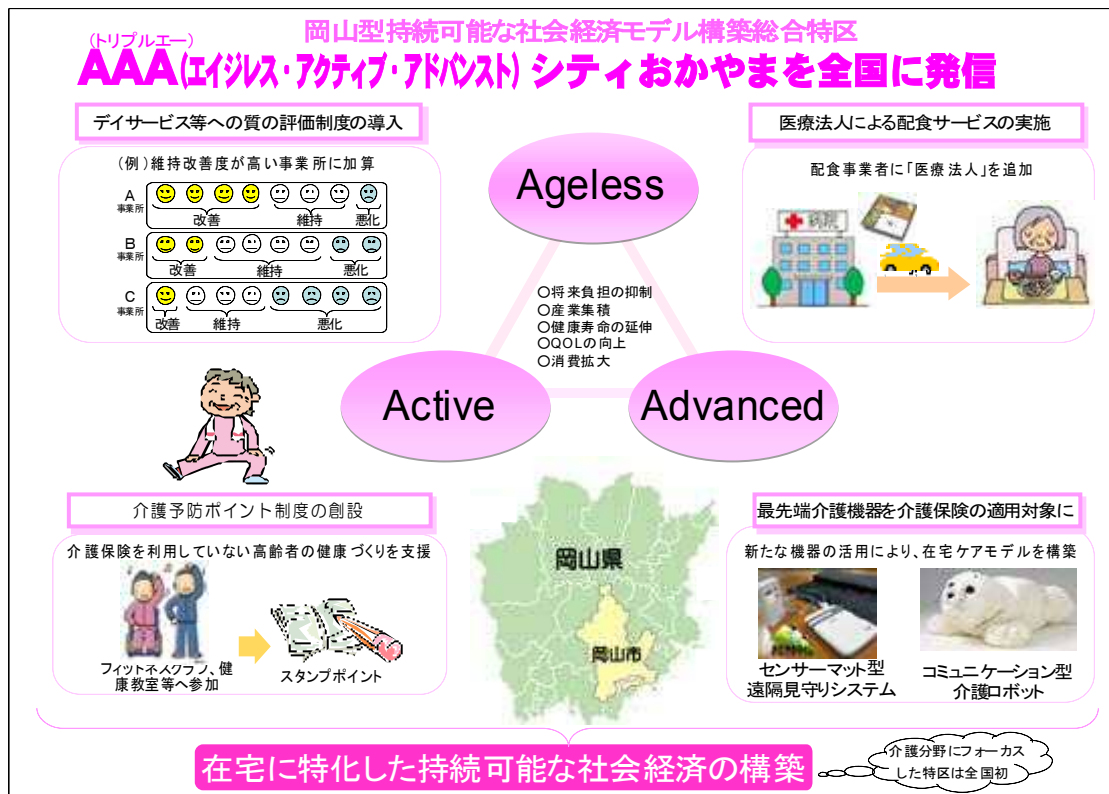 岡山型持続可能な社会経済モデル構築総合特区
(トリプルエー)
AAA(エイジレス・アクティブ・アドバンスト) シティおかやまを全国に発信
デイサービス等への質の評価制度の導入
(例)維持改善度が高い事業所に加算
A
事業所
改善 維持 悪化
B
事業所
改善 維持 悪化
C
事業所
改善 維持 悪化
医療法人による配食サービスの実施
配食事業者に「医療法人」を追加
病院
Ageless
○将来負担の抑制
○産業集積
○健康寿命の延伸
○QOLの向上
○消費拡大
Active
Advanced
介護予防ポイント制度の創設
介護保険を利用していない高齢者の健康づくりを支援
フィットネスクラブ、健
康教室等へ参加
スタンプポイント
岡山県
岡山市
最先端介護機器を介護保険の適用対象に
新たな機器の活用により、在宅ケアモデルを構築
センサーマット型
遠隔見守りシステム
コミュニケーション型
介護ロボット
在宅に特化した持続可能な社会経済の構築
介護分野にフォーカス
した特区は全国初